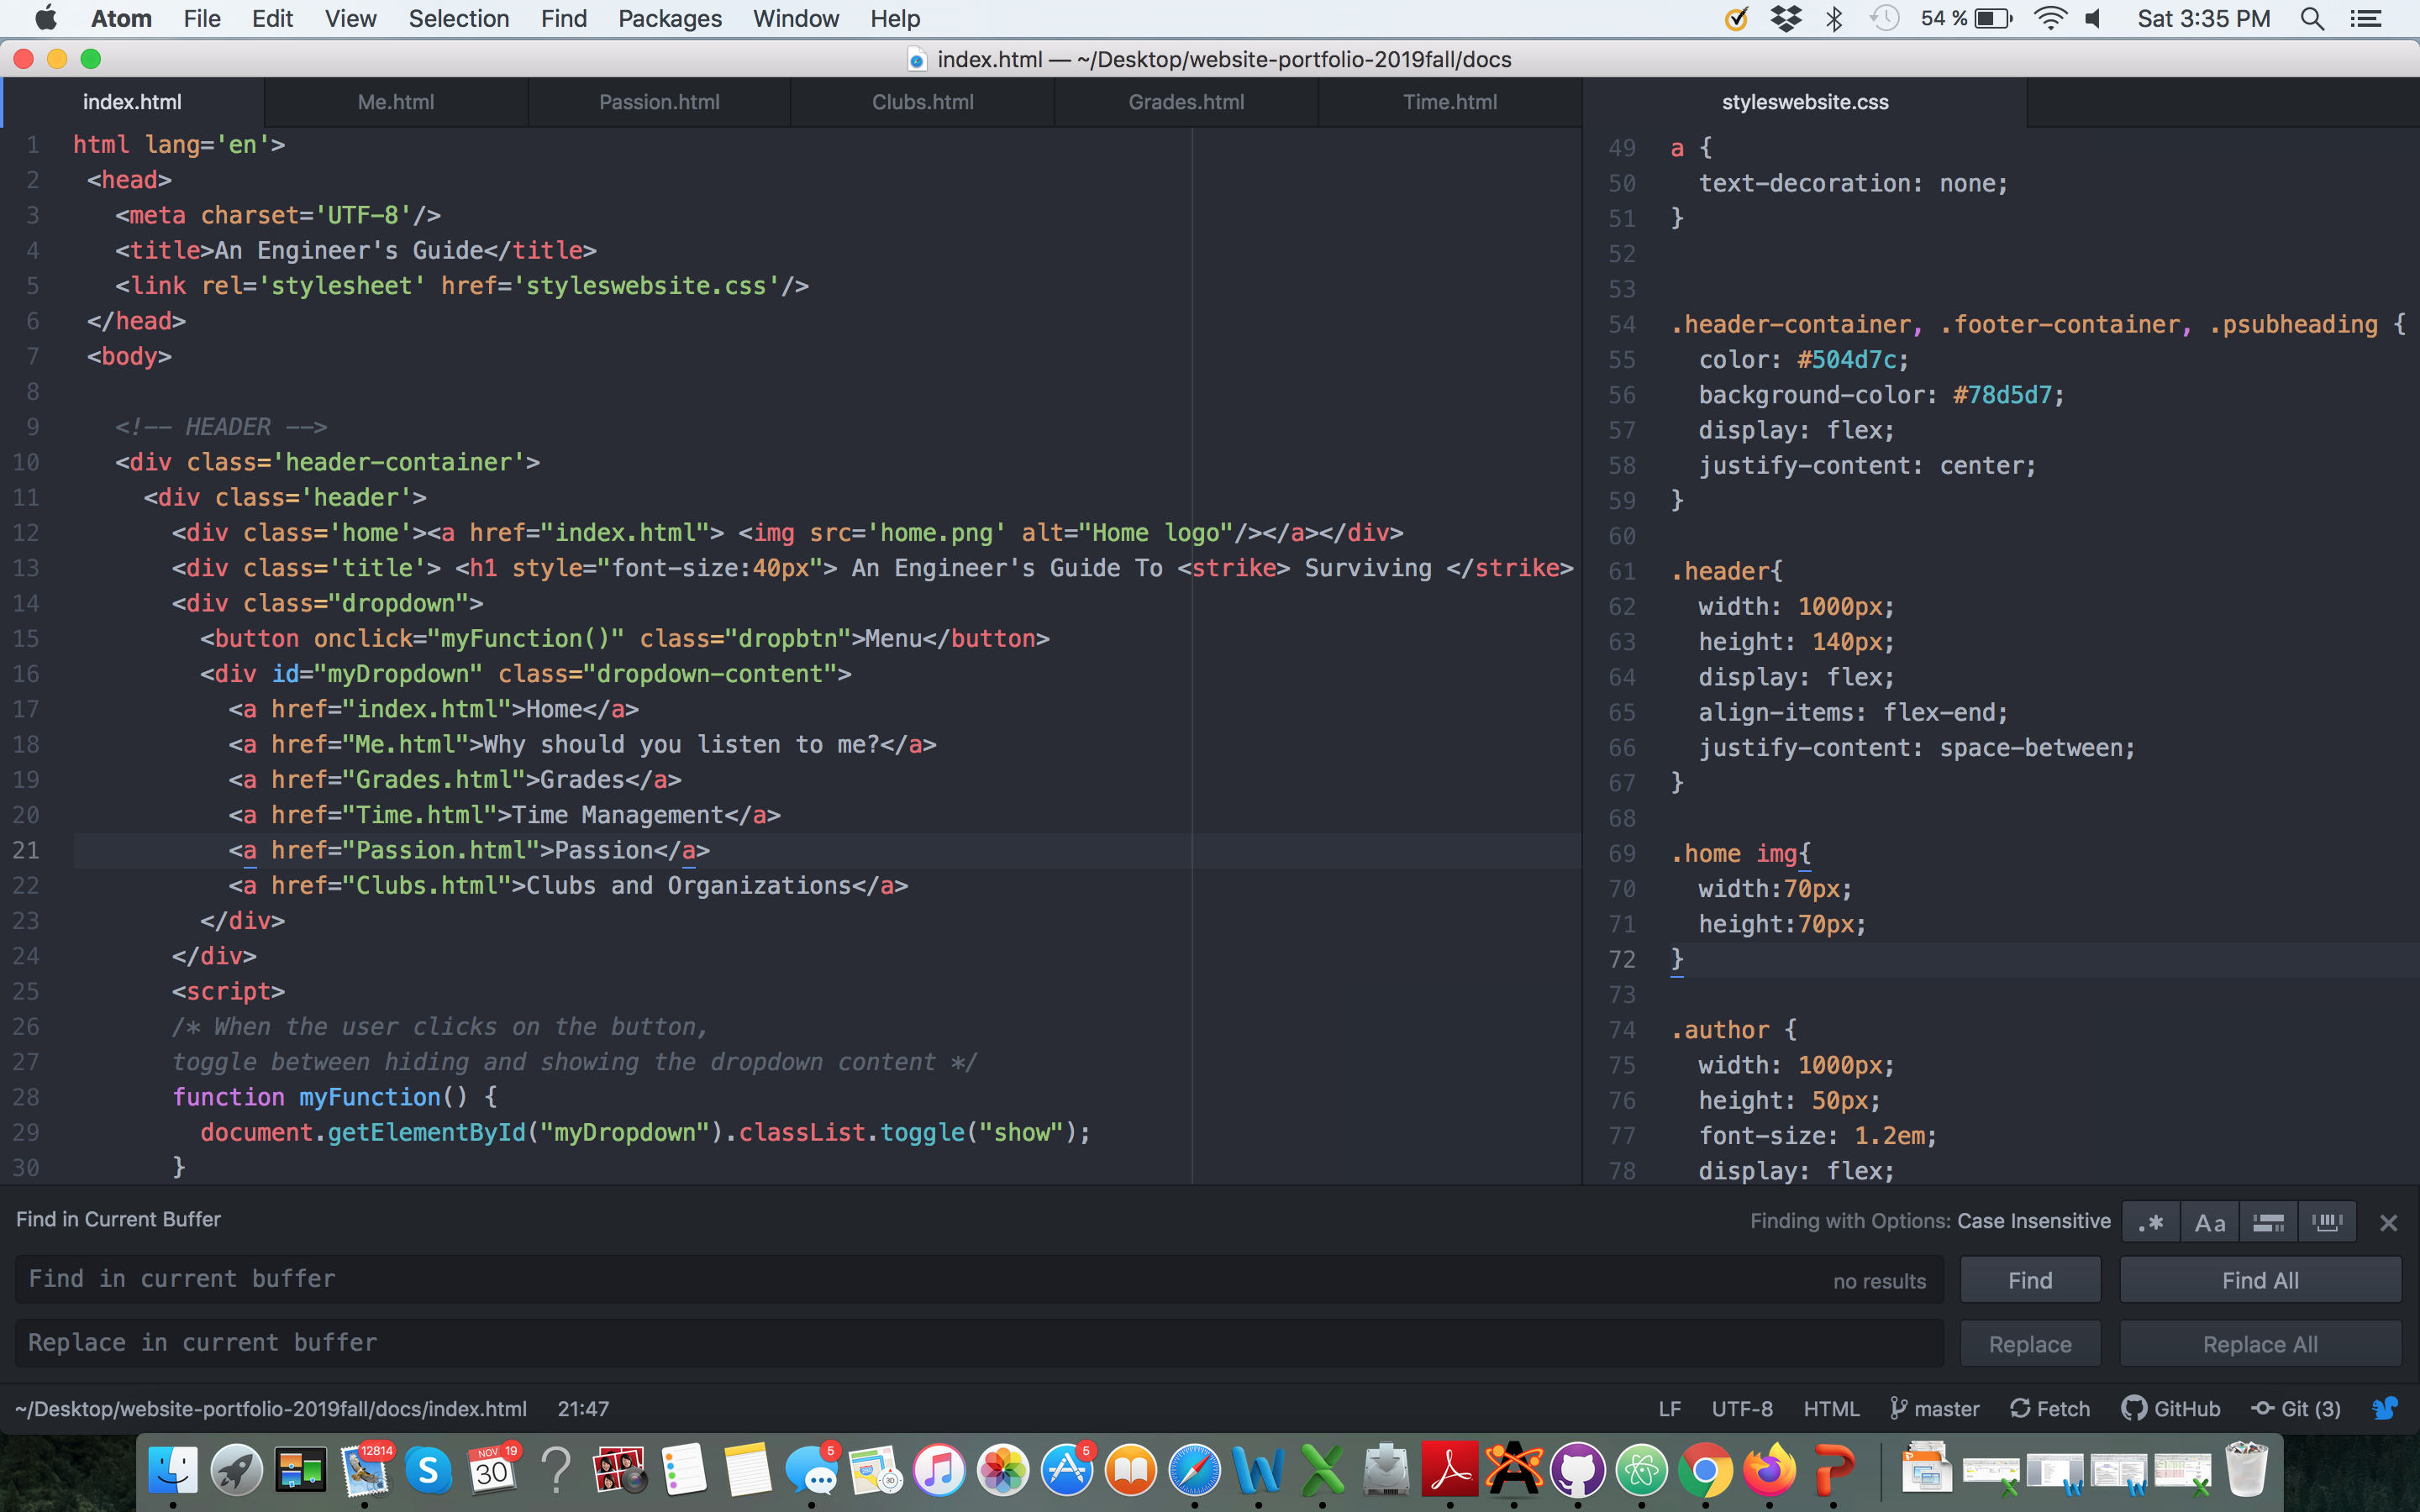 Atom File Edit View Selection Find Packages Window Help 54 % Sat 3:35 PM
index.html — ~/Desktop/website-portfolio-2019fall/docs
index.html Me.html Passion.html Clubs.html Grades.html Time.html styleswebsite.css
1 html lang='en'>
2 <head>
3 <meta charset='UTF-8'/>
4 <title>An Engineer's Guide</title>
5 <link rel='stylesheet' href='styleswebsite.css'/>
6 </head>
7 <body>
8
9 <!-- HEADER -->
10 <div class='header-container'>
11 <div class='header'>
12 <div class='home'><a href="index.html"> <img src='home.png' alt="Home logo"/></a></div>
13 <div class='title'> <h1 style="font-size:40px"> An Engineer's Guide To <strike> Surviving </strike>
14 <div class="dropdown">
15 <button onclick="myFunction()" class="dropbtn">Menu</button>
16 <div id="myDropdown" class="dropdown-content">
17 <a href="index.html">Home</a>
18 <a href="Me.html">Why should you listen to me?</a>
19 <a href="Grades.html">Grades</a>
20 <a href="Time.html">Time Management</a>
21 <a href="Passion.html">Passion</a>
22 <a href="Clubs.html">Clubs and Organizations</a>
23 </div>
24 </div>
25 <script>
26 /* When the user clicks on the button,
27 toggle between hiding and showing the dropdown content */
28 function myFunction() {
29 document.getElementById("myDropdown").classList.toggle("show");
30 }
49 a {
50 text-decoration: none;
51 }
52
53
54 .header-container, .footer-container, .psubheading {
55 color: #504d7c;
56 background-color: #78d5d7;
57 display: flex;
58 justify-content: center;
59 }
60
61 .header{
62 width: 1000px;
63 height: 140px;
64 display: flex;
65 align-items: flex-end;
66 justify-content: space-between;
67 }
68
69 .home img{
70 width:70px;
71 height:70px;
72 }
73
74 .author {
75 width: 1000px;
76 height: 50px;
77 font-size: 1.2em;
78 display: flex;
Find in Current Buffer Finding with Options: Case Insensitive .* Aa
Find in current buffer no results Find Find All
Replace in current buffer Replace Replace All
~/Desktop/website-portfolio-2019fall/docs/index.html 21:47 LF UTF-8 HTML master Fetch GitHub Git (3)
12814 NOV 30 19 5 3D 5